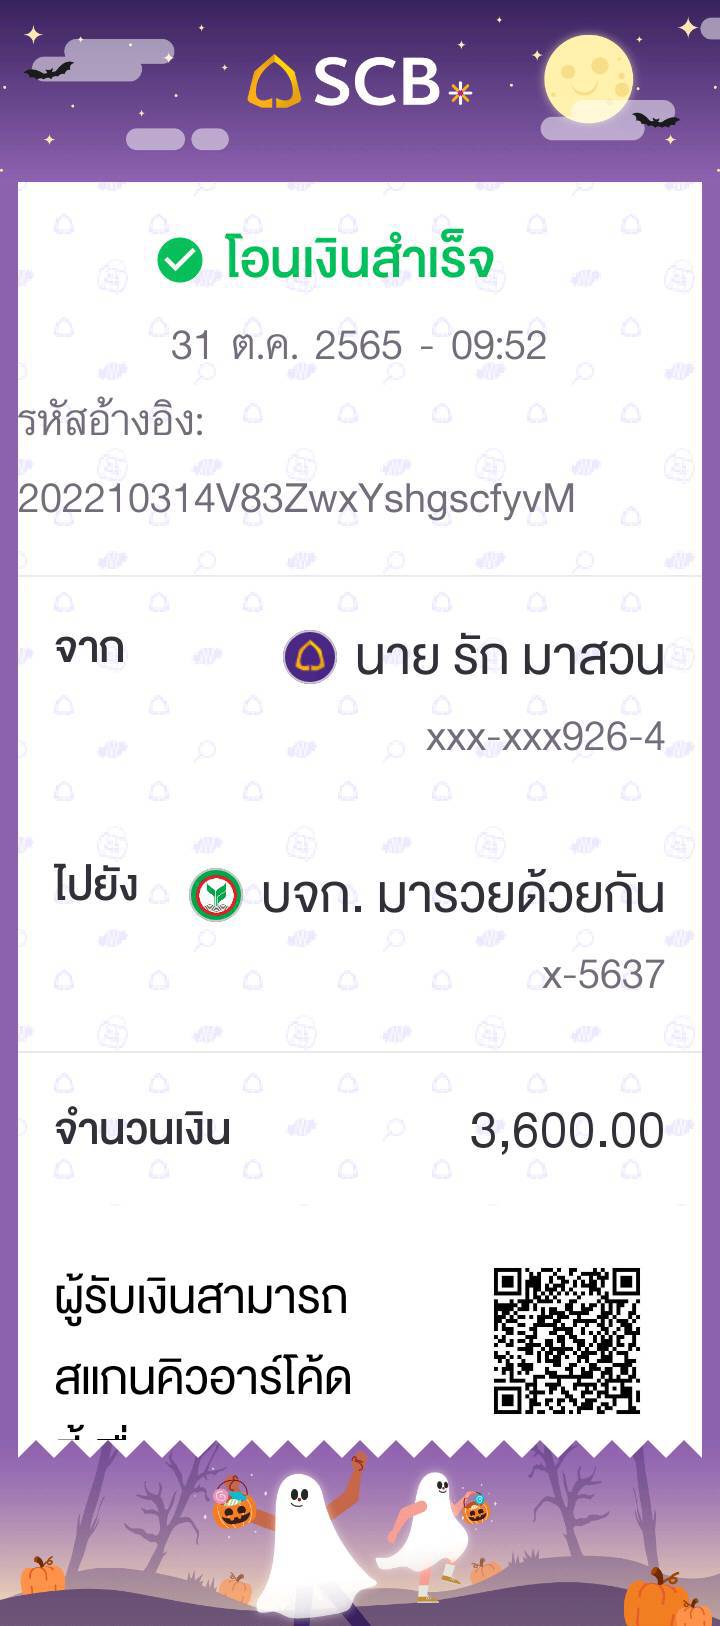 SCB
โอนเงินสำเร็จ
31 ต.ค. 2565 - 09:52
รหัสอ้างอิง:
202210314V83ZwxYshgscfyvM
จาก
นาย รัก มาสวน
xxx-xxx926-4
ไปยัง
บจก. มารวยด้วยกัน
x-5637
จำนวนเงิน
3,600.00
ผู้รับเงินสามารถ
สแกนคิวอาร์โค้ด